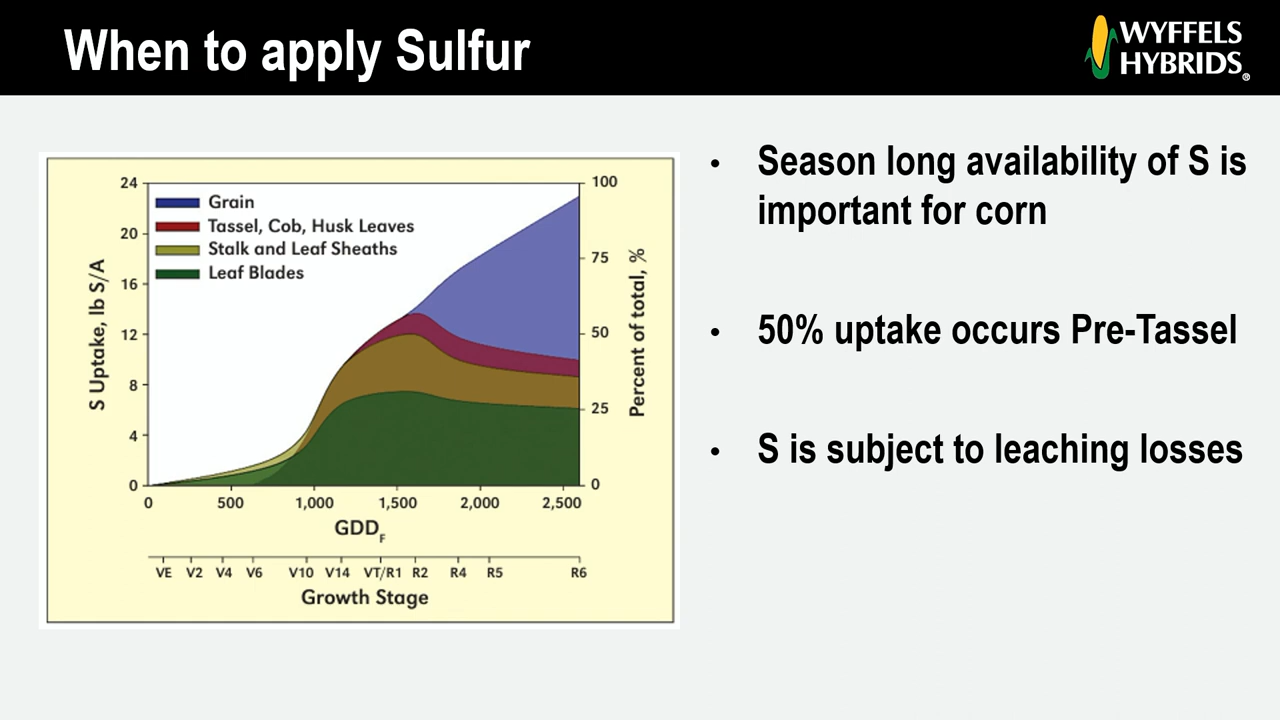 When to apply Sulfur
WYFFELS
HYBRIDS®
24
20
16
12
8
4
0
S Uptake, lb S/A
Grain
Tassel, Cob, Husk Leaves
Stalk and Leaf Sheaths
Leaf Blades
100
75
50
25
0
Percent of total, %
0 500 1,000 1,500 2,000 2,500
GDDF
VE V2 V4 V6 V10 V14 VT/R1 R2 R4 R5 R6
Growth Stage
• Season long availability of S is
important for corn
• 50% uptake occurs Pre-Tassel
• S is subject to leaching losses